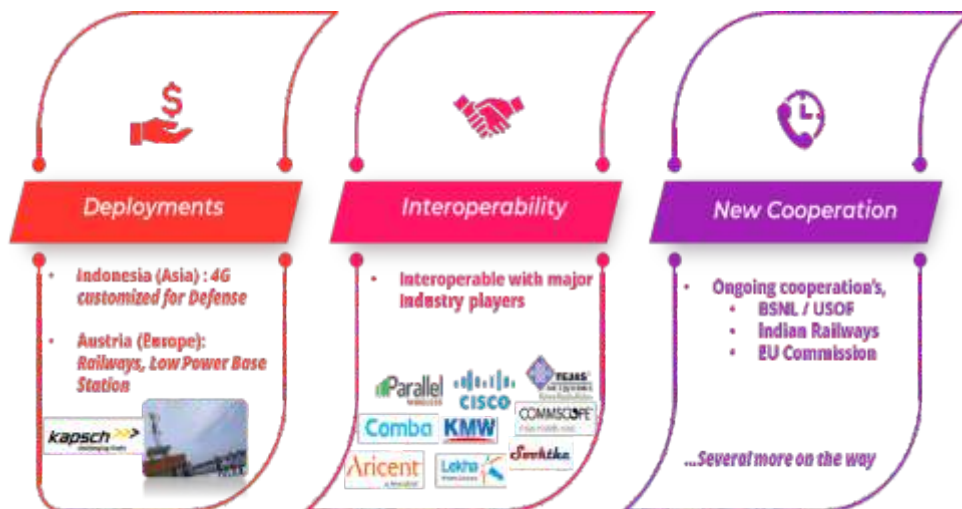 $
Deployments
• Indonesia (Asia) : 4G
customized for Defense
• Austria (Europe):
Railways, Low Power Base
Station
kapsch >>>
Interoperability
• Interoperable with major
Industry players
Parallel
WIRELESS
CISCO
TEJAS
NETWORKS
Comba
KMW
COMMSCOPE
Aricent
Lekha
New Cooperation
• Ongoing cooperation's,
• BSNL / USOF
• Indian Railways
• EU Commission
...Several more on the way